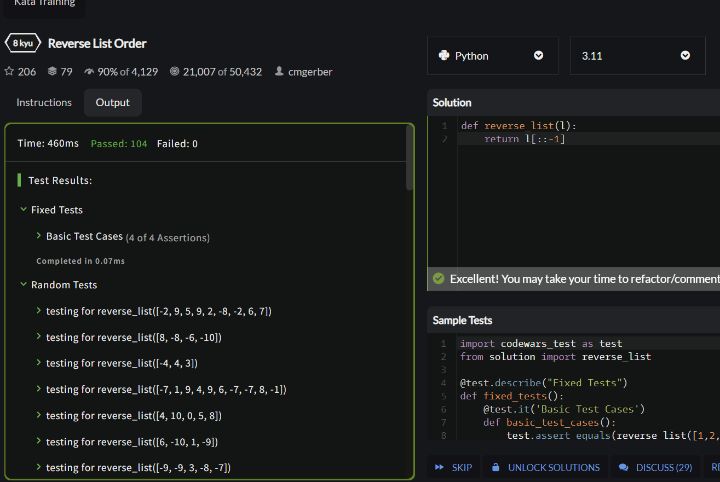 Kata Training
8 kyu Reverse List Order
206 79 90% of 4,129 21,007 of 50,432 cmgerber
Instructions Output
Time: 460ms Passed: 104 Failed: 0
Test Results:
Fixed Tests
Basic Test Cases (4 of 4 Assertions)
Completed in 0.07ms
Random Tests
testing for reverse_list([-2, 9, 5, 9, 2, -8, -2, 6, 7])
testing for reverse_list([8, -8, -6, -10])
testing for reverse_list([-4, 4, 3])
testing for reverse_list([-7, 1, 9, 4, 9, 6, -7, -7, 8, -1])
testing for reverse_list([4, 10, 0, 5, 8])
testing for reverse_list([6, -10, 1, -9])
testing for reverse_list([-9, -9, 3, -8, -7])
Python 3.11
Solution
1 def reverse_list(l):
2 return l[::-1]
Excellent! You may take your time to refactor/comment
Sample Tests
1 import codewars_test as test
2 from solution import reverse_list
3
4 @test.describe("Fixed Tests")
5 def fixed_tests():
6 @test.it('Basic Test Cases')
7 def basic_test_cases():
8 test.assert_equals(reverse_list([1,2,
SKIP UNLOCK SOLUTIONS DISCUSS (29) RE